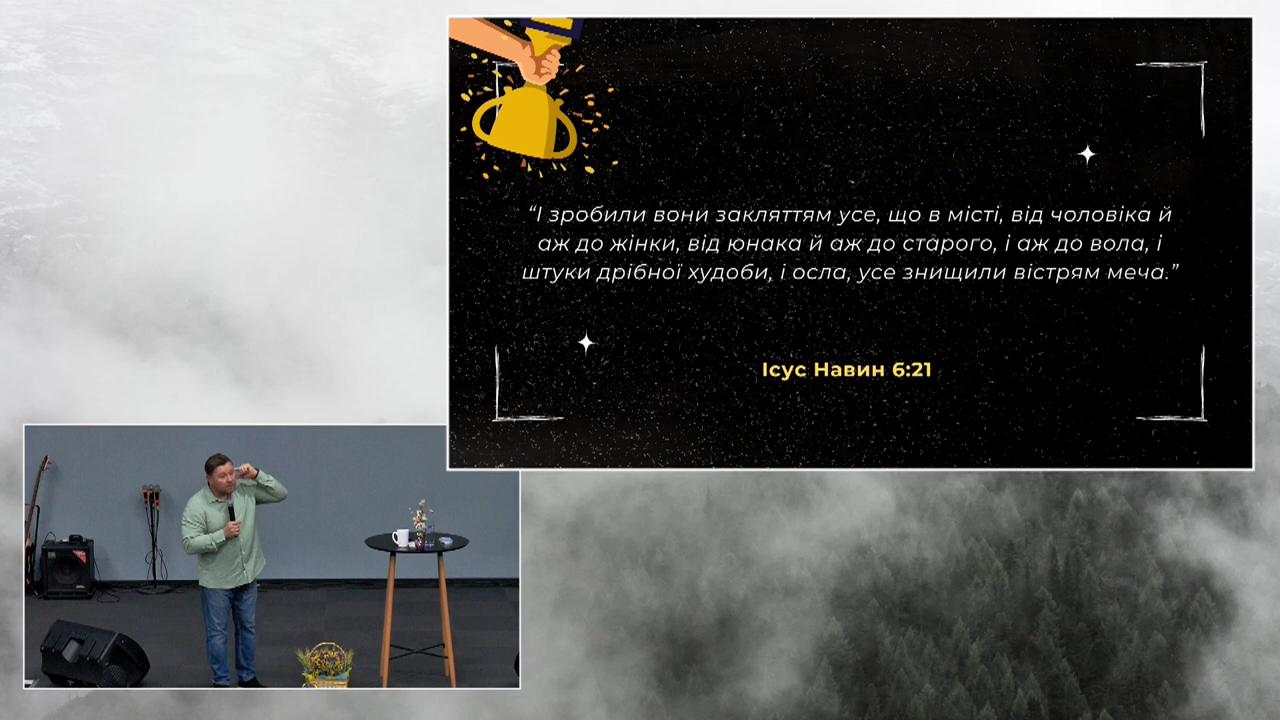 “І зробили вони закляттям усе, що в місті, від чоловіка й
аж до жінки, від юнака й аж до старого, і аж до вола, і
штуки дрібної худоби, і осла, усе знищили вістрям меча.”
Ісус Навин 6:21